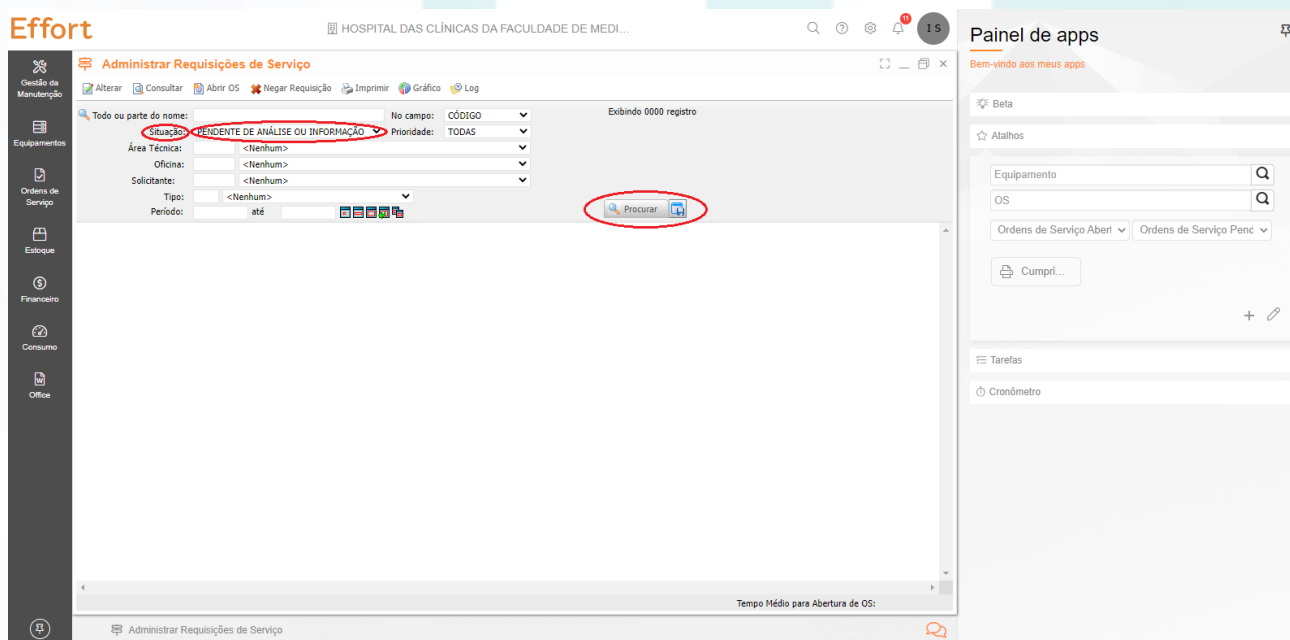 Effort
HOSPITAL DAS CLÍNICAS DA FACULDADE DE MEDI...
11
I S
Gestão da
Manutenção
Equipamentos
Ordens de
Serviço
Estoque
Financeiro
Consumo
Office
Administrar Requisições de Serviço
Alterar Consultar Abrir OS Negar Requisição Imprimir Gráfico Log
Todo ou parte do nome: No campo: CÓDIGO Exibindo 0000 registro
Situação: PENDENTE DE ANÁLISE OU INFORMAÇÃO Prioridade: TODAS
Área Técnica: <Nenhum>
Oficina: <Nenhum>
Solicitante: <Nenhum>
Tipo: <Nenhum>
Período: até Procurar
Tempo Médio para Abertura de OS:
Administrar Requisições de Serviço
Painel de apps
Bem-vindo aos meus apps
Beta
Atalhos
Equipamento
OS
Ordens de Serviço Abert Ordens de Serviço Pend
Cumpri...
Tarefas
Cronômetro